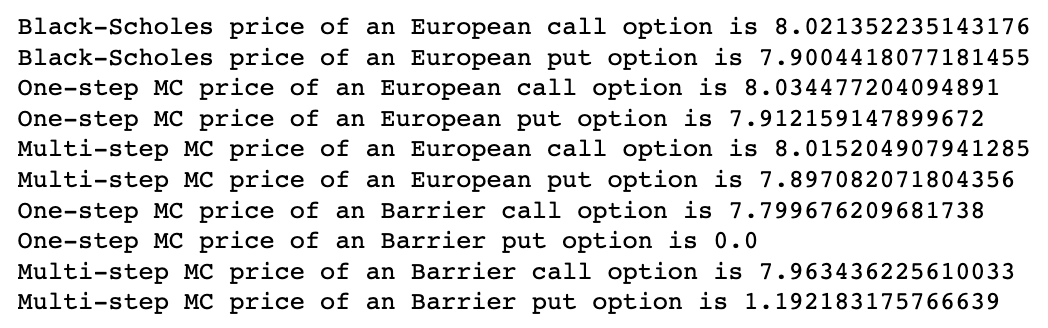 Black-Scholes price of an European call option is 8.021352235143176
Black-Scholes price of an European put option is 7.9004418077181455
One-step MC price of an European call option is 8.034477204094891
One-step MC price of an European put option is 7.912159147899672
Multi-step MC price of an European call option is 8.015204907941285
Multi-step MC price of an European put option is 7.897082071804356
One-step MC price of an Barrier call option is 7.799676209681738
One-step MC price of an Barrier put option is 0.0
Multi-step MC price of an Barrier call option is 7.963436225610033
Multi-step MC price of an Barrier put option is 1.192183175766639